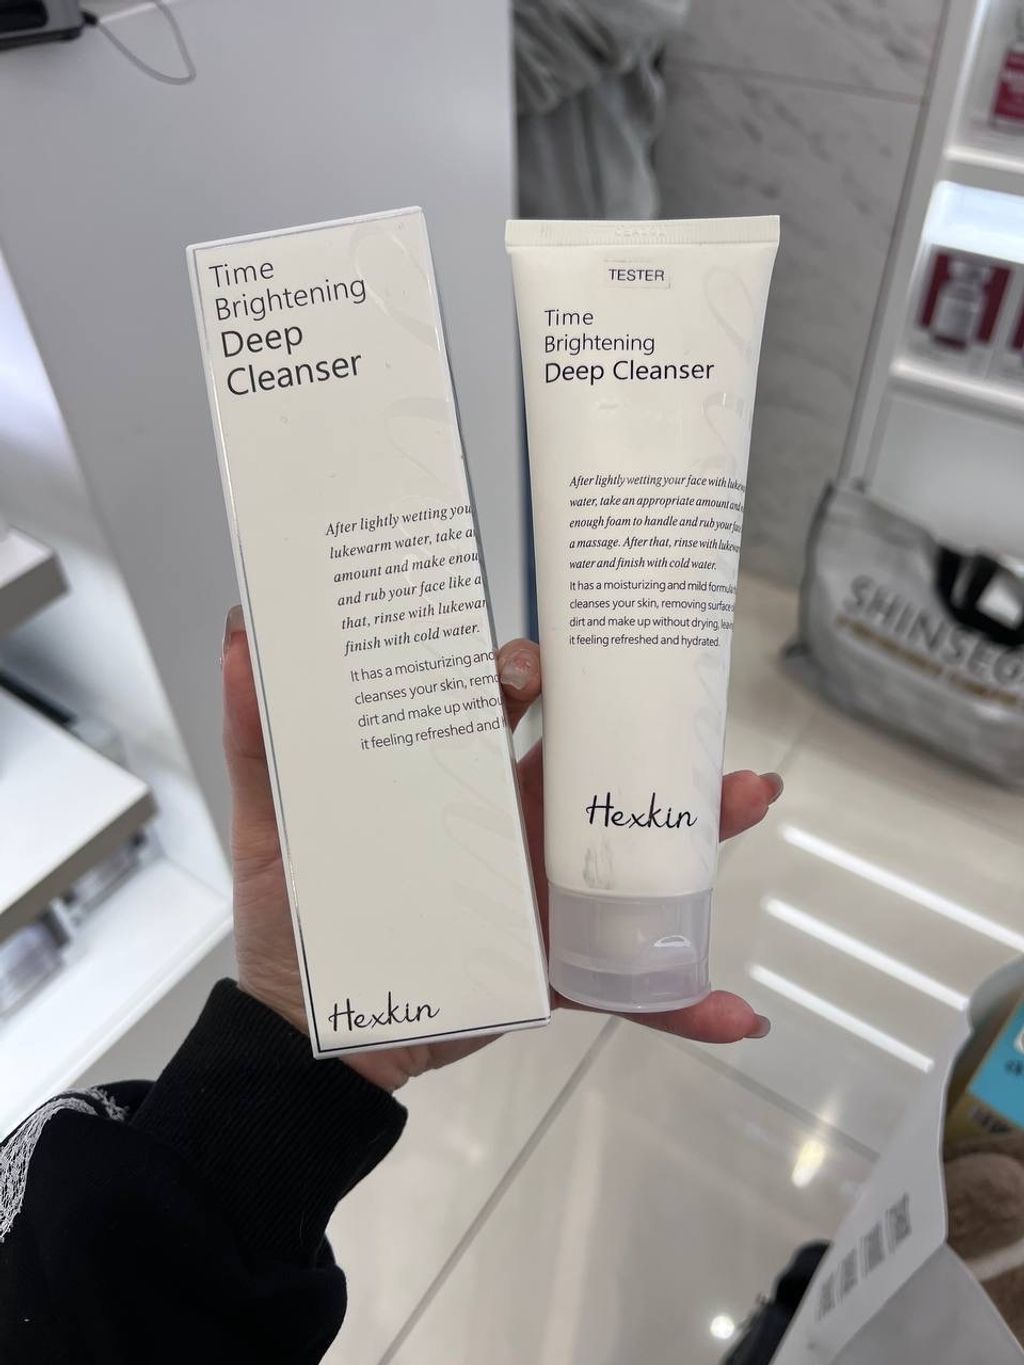 Time
Brightening
Deep
Cleanser
After lightly wetting you
lukewarm water, take a
amount and make enou
and rub your face like a
that, rinse with lukewar
finish with cold water.
It has a moisturizing and
cleanses your skin, remo
dirt and make up withou
it feeling refreshed and
Hexkin
TESTER
Time
Brightening
Deep Cleanser
After lightly wetting your face with lukew
water, take an appropriate amount and
enough foam to handle and rub your fac
a massage. After that, rinse with lukewar
water and finish with cold water.
It has a moisturizing and mild formula
cleanses your skin, removing surface
dirt and make up without drying, leav
it feeling refreshed and hydrated.
Hexkin
SHINSEG